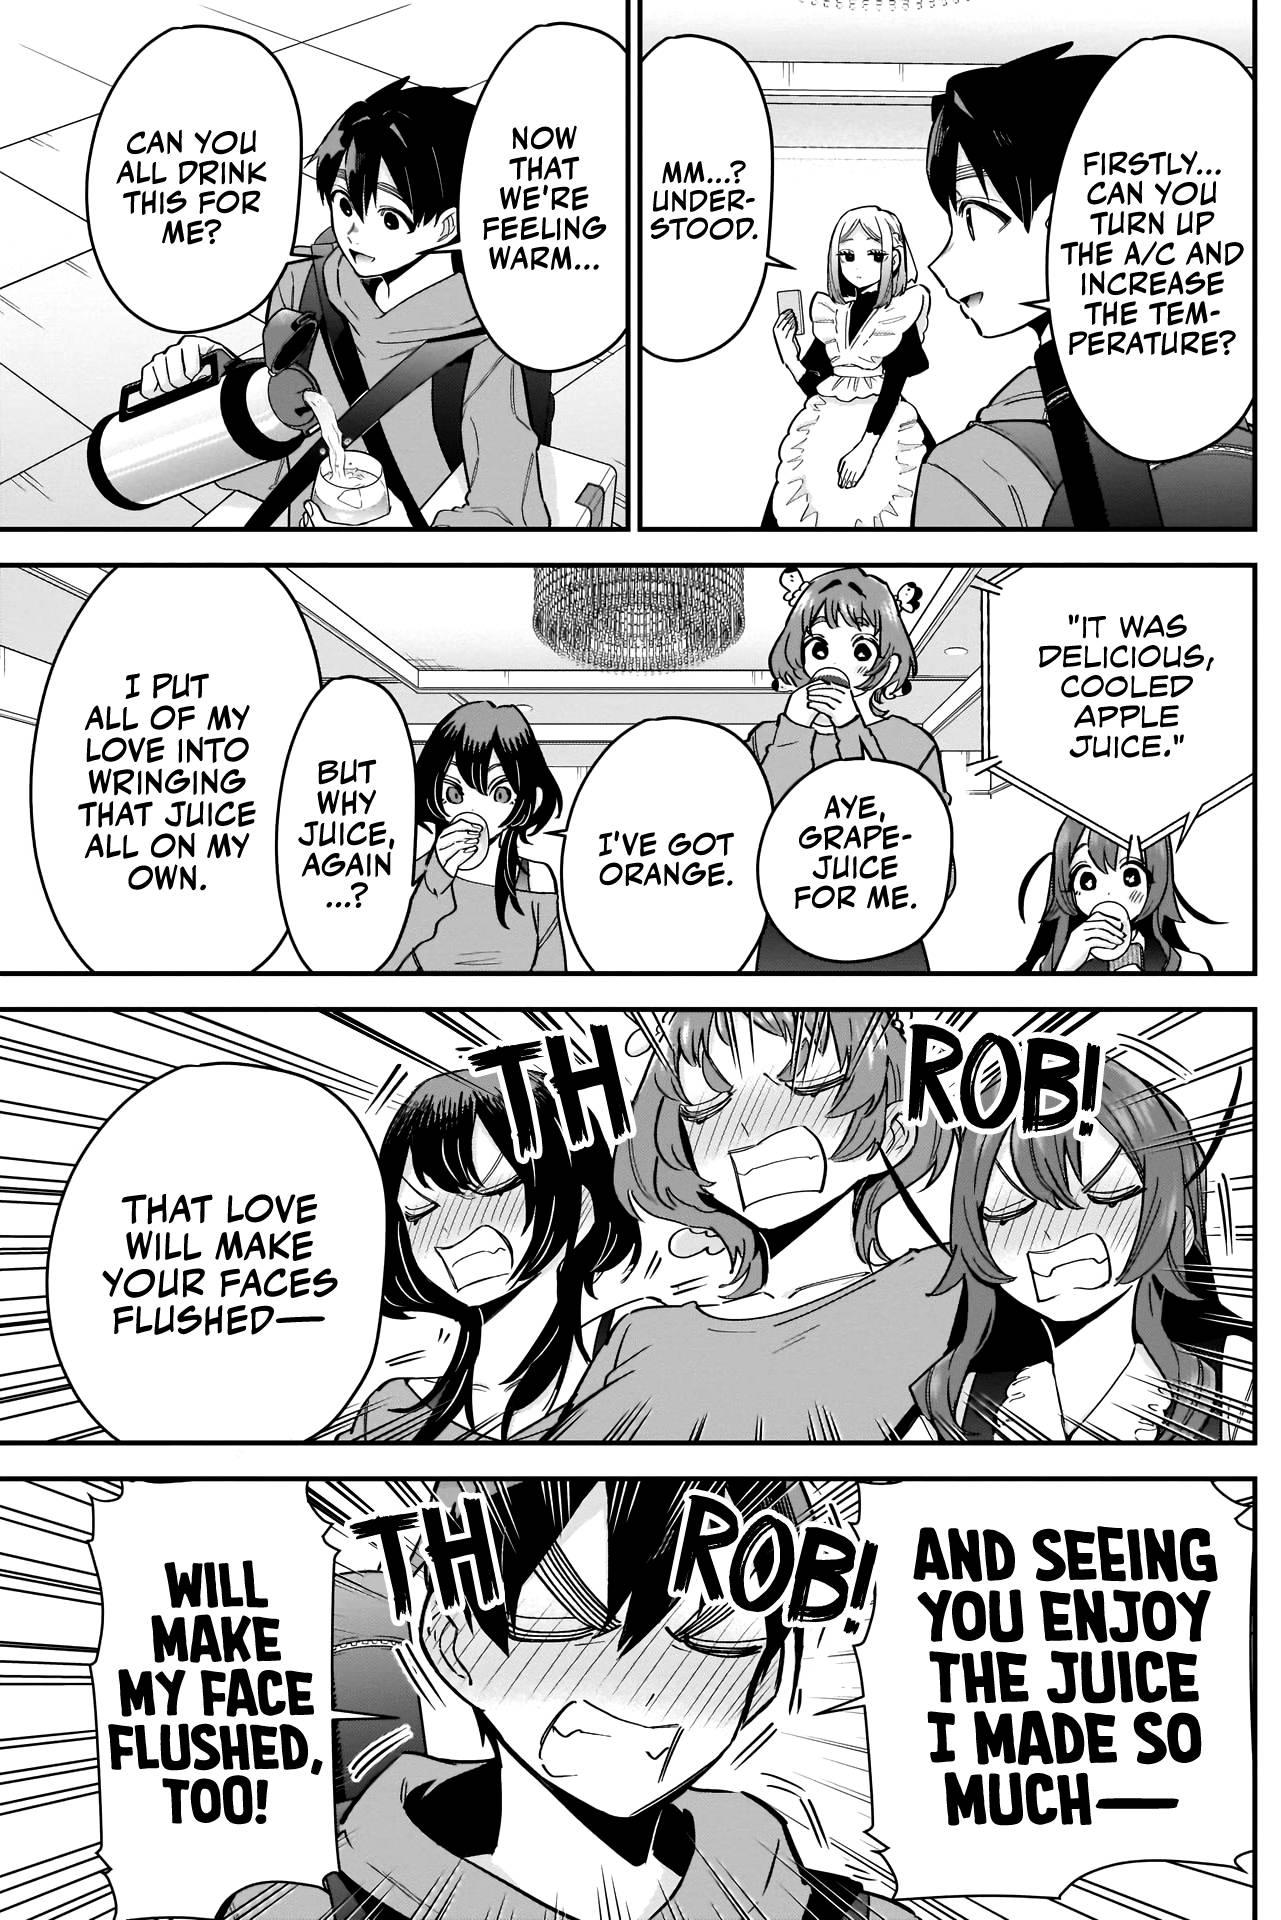 FIRSTLY...
CAN YOU
TURN UP
THE A/C AND
INCREASE
THE TEM-
PERATURE?
MM...?
UNDER-
STOOD.
NOW
THAT
WE'RE
FEELING
WARM...
CAN YOU
ALL DRINK
THIS FOR
ME?
"IT WAS
DELICIOUS,
COOLED
APPLE
JUICE."
AYE,
GRAPE-
JUICE
FOR ME.
I'VE GOT
ORANGE.
BUT
WHY
JUICE,
AGAIN
...?
I PUT
ALL OF MY
LOVE INTO
WRINGING
THAT JUICE
ALL ON MY
OWN.
TH ROB!
THAT LOVE
WILL MAKE
YOUR FACES
FLUSHED—
AND SEEING
YOU ENJOY
THE JUICE
I MADE SO
MUCH—
TH ROB!
WILL
MAKE
MY FACE
FLUSHED,
TOO!